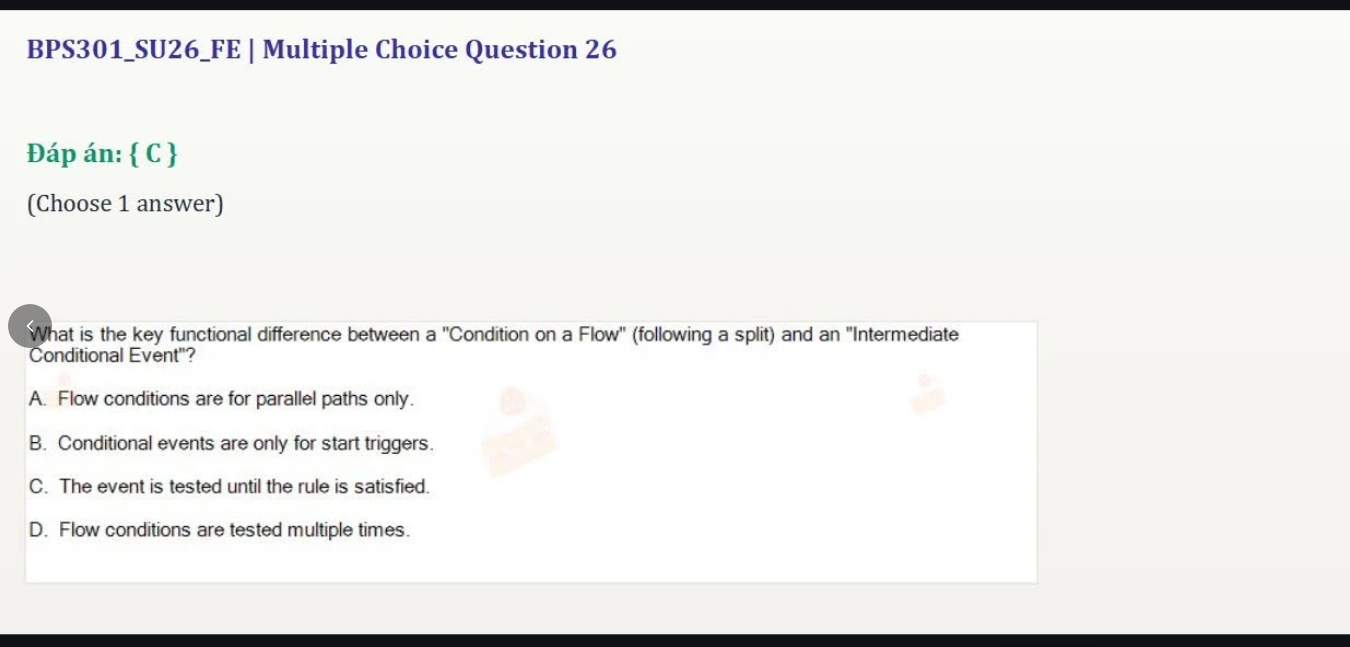 BPS301_SU26_FE | Multiple Choice Question 26
Đáp án: { C }
(Choose 1 answer)
What is the key functional difference between a "Condition on a Flow" (following a split) and an "Intermediate
Conditional Event"?
A. Flow conditions are for parallel paths only.
B. Conditional events are only for start triggers.
C. The event is tested until the rule is satisfied.
D. Flow conditions are tested multiple times.